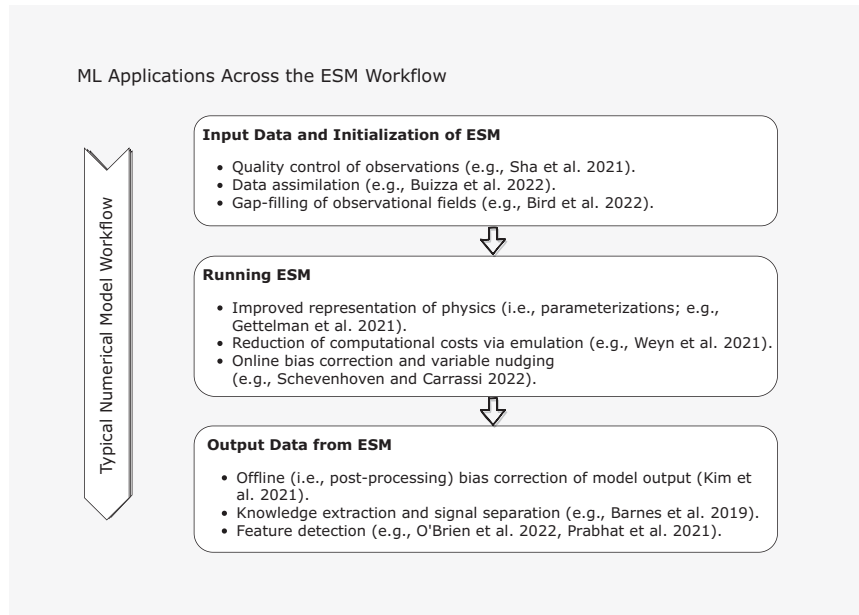 ML Applications Across the ESM Workflow
Typical Numerical Model Workflow
Input Data and Initialization of ESM
• Quality control of observations (e.g., Sha et al. 2021).
• Data assimilation (e.g., Buizza et al. 2022).
• Gap-filling of observational fields (e.g., Bird et al. 2022).
Running ESM
• Improved representation of physics (i.e., parameterizations; e.g.,
Gettelman et al. 2021).
• Reduction of computational costs via emulation (e.g., Weyn et al. 2021).
• Online bias correction and variable nudging
(e.g., Schevenhoven and Carrassi 2022).
Output Data from ESM
• Offline (i.e., post-processing) bias correction of model output (Kim et
al. 2021).
• Knowledge extraction and signal separation (e.g., Barnes et al. 2019).
• Feature detection (e.g., O'Brien et al. 2022, Prabhat et al. 2021).